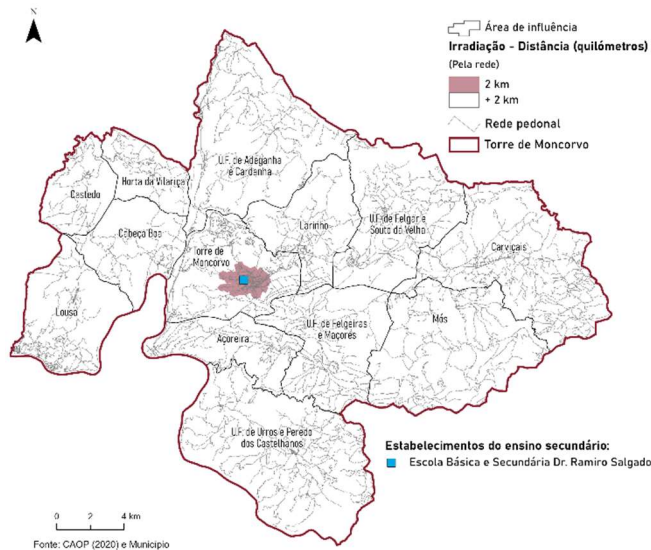 N
Área de influência
Irradiação - Distância (quilómetros)
(Pela rede)
2 km
+ 2 km
Rede pedonal
Torre de Moncorvo
U.F. de Adeganha
e Cardanha
Horta da Vilariça
Castedo
Larinho
U.F. de Felgar e
Souto da Velha
Cabeça Boa
Torre de
Moncorvo
Carviçais
Lousa
U.F. de Felgueiras
e Maçores
Mós
Açoreira
U.F. de Urros e Peredo
dos Castelhanos
Estabelecimentos do ensino secundário:
Escola Básica e Secundária Dr. Ramiro Salgado
0 2 4 km
Fonte: CAOP (2020) e Município